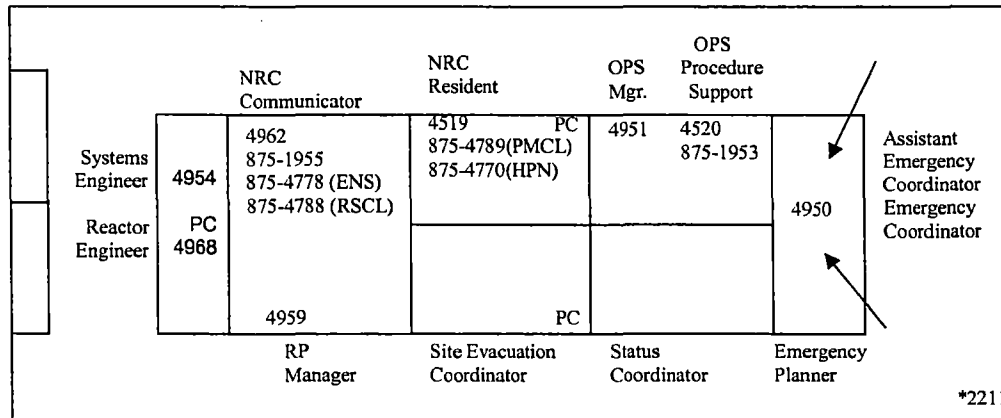 NRC
Communicator
NRC
Resident
OPS
Mgr.
OPS
Procedure
Support
Systems
Engineer
4954
Reactor
Engineer
PC
4968
4962
875-1955
875-4778 (ENS)
875-4788 (RSCL)
4959
4519 PC
875-4789(PMCL)
875-4770(HPN)
PC
4951
4520
875-1953
4950
Assistant
Emergency
Coordinator
Emergency
Coordinator
RP
Manager
Site Evacuation
Coordinator
Status
Coordinator
Emergency
Planner
*2211